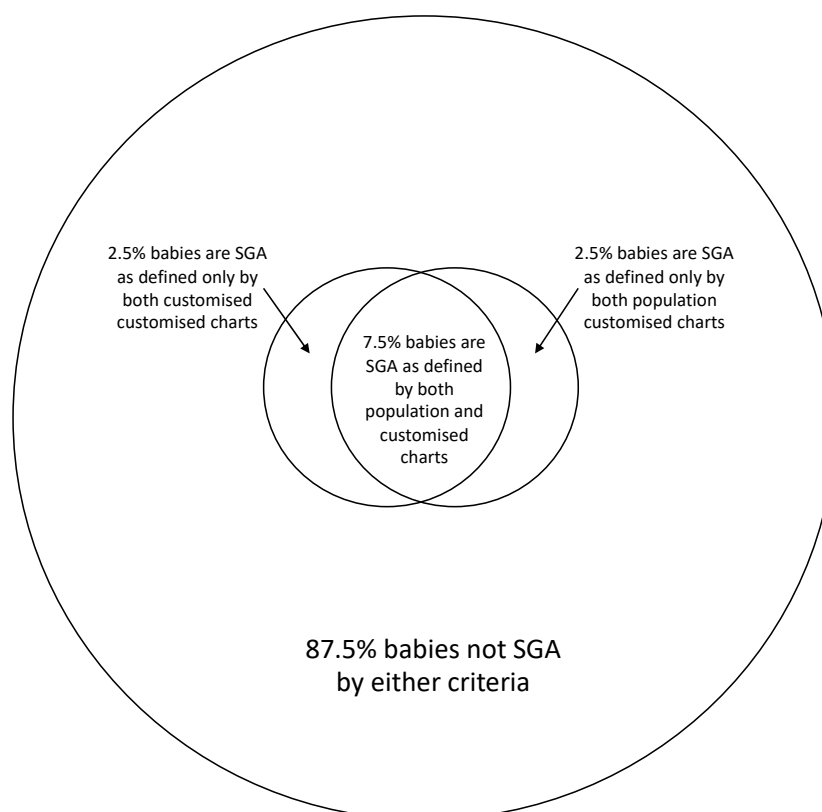 2.5% babies are SGA
as defined only by
both customised
customised charts
2.5% babies are SGA
as defined only by
both population
customised charts
7.5% babies are
SGA as defined
by both
population and
customised
charts
87.5% babies not SGA
by either criteria